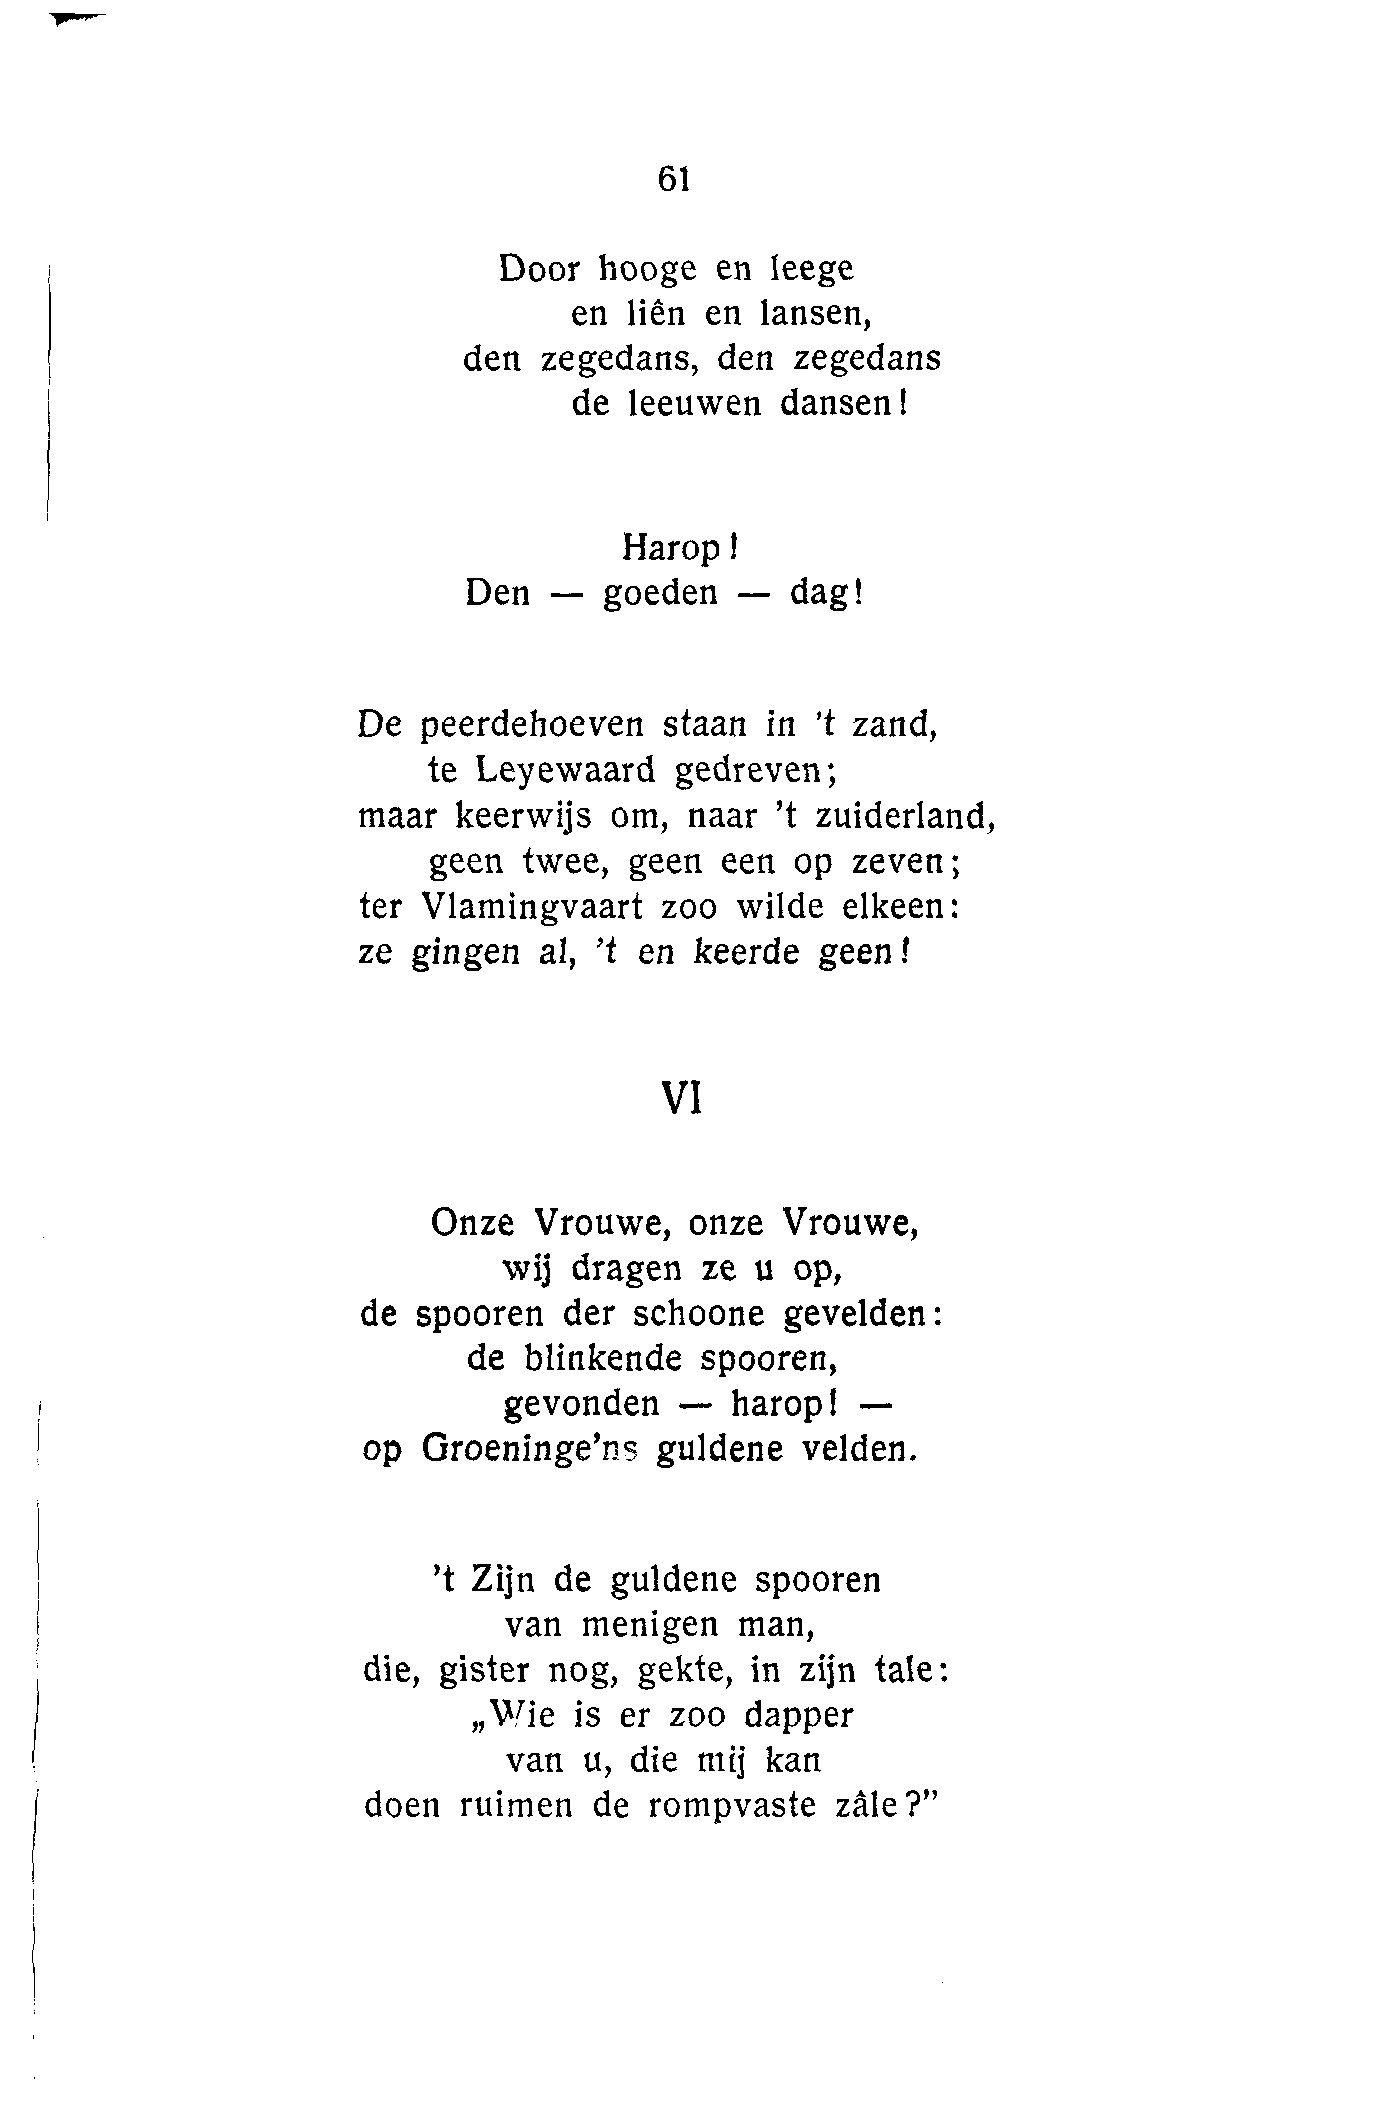 61
Door hooge en leege
en liên en lansen,
den zegedans, den zegedans
de leeuwen dansen!
Harop!
Den — goeden — dag!
De peerdehoeven staan in 't zand,
te Leyewaard gedreven;
maar keerwijs om, naar 't zuiderland,
geen twee, geen een op zeven;
ter Vlamingvaart zoo wilde elkeen:
ze gingen al, 't en keerde geen!
VI
Onze Vrouwe, onze Vrouwe,
wij dragen ze u op,
de spooren der schoone gevelden:
de blinkende spooren,
gevonden — harop! —
op Groeninge'ns guldene velden.
't Zijn de guldene spooren
van menigen man,
die, gister nog, gekte, in zijn tale:
„Wie is er zoo dapper
van u, die mij kan
doen ruimen de rompvaste zâle?”